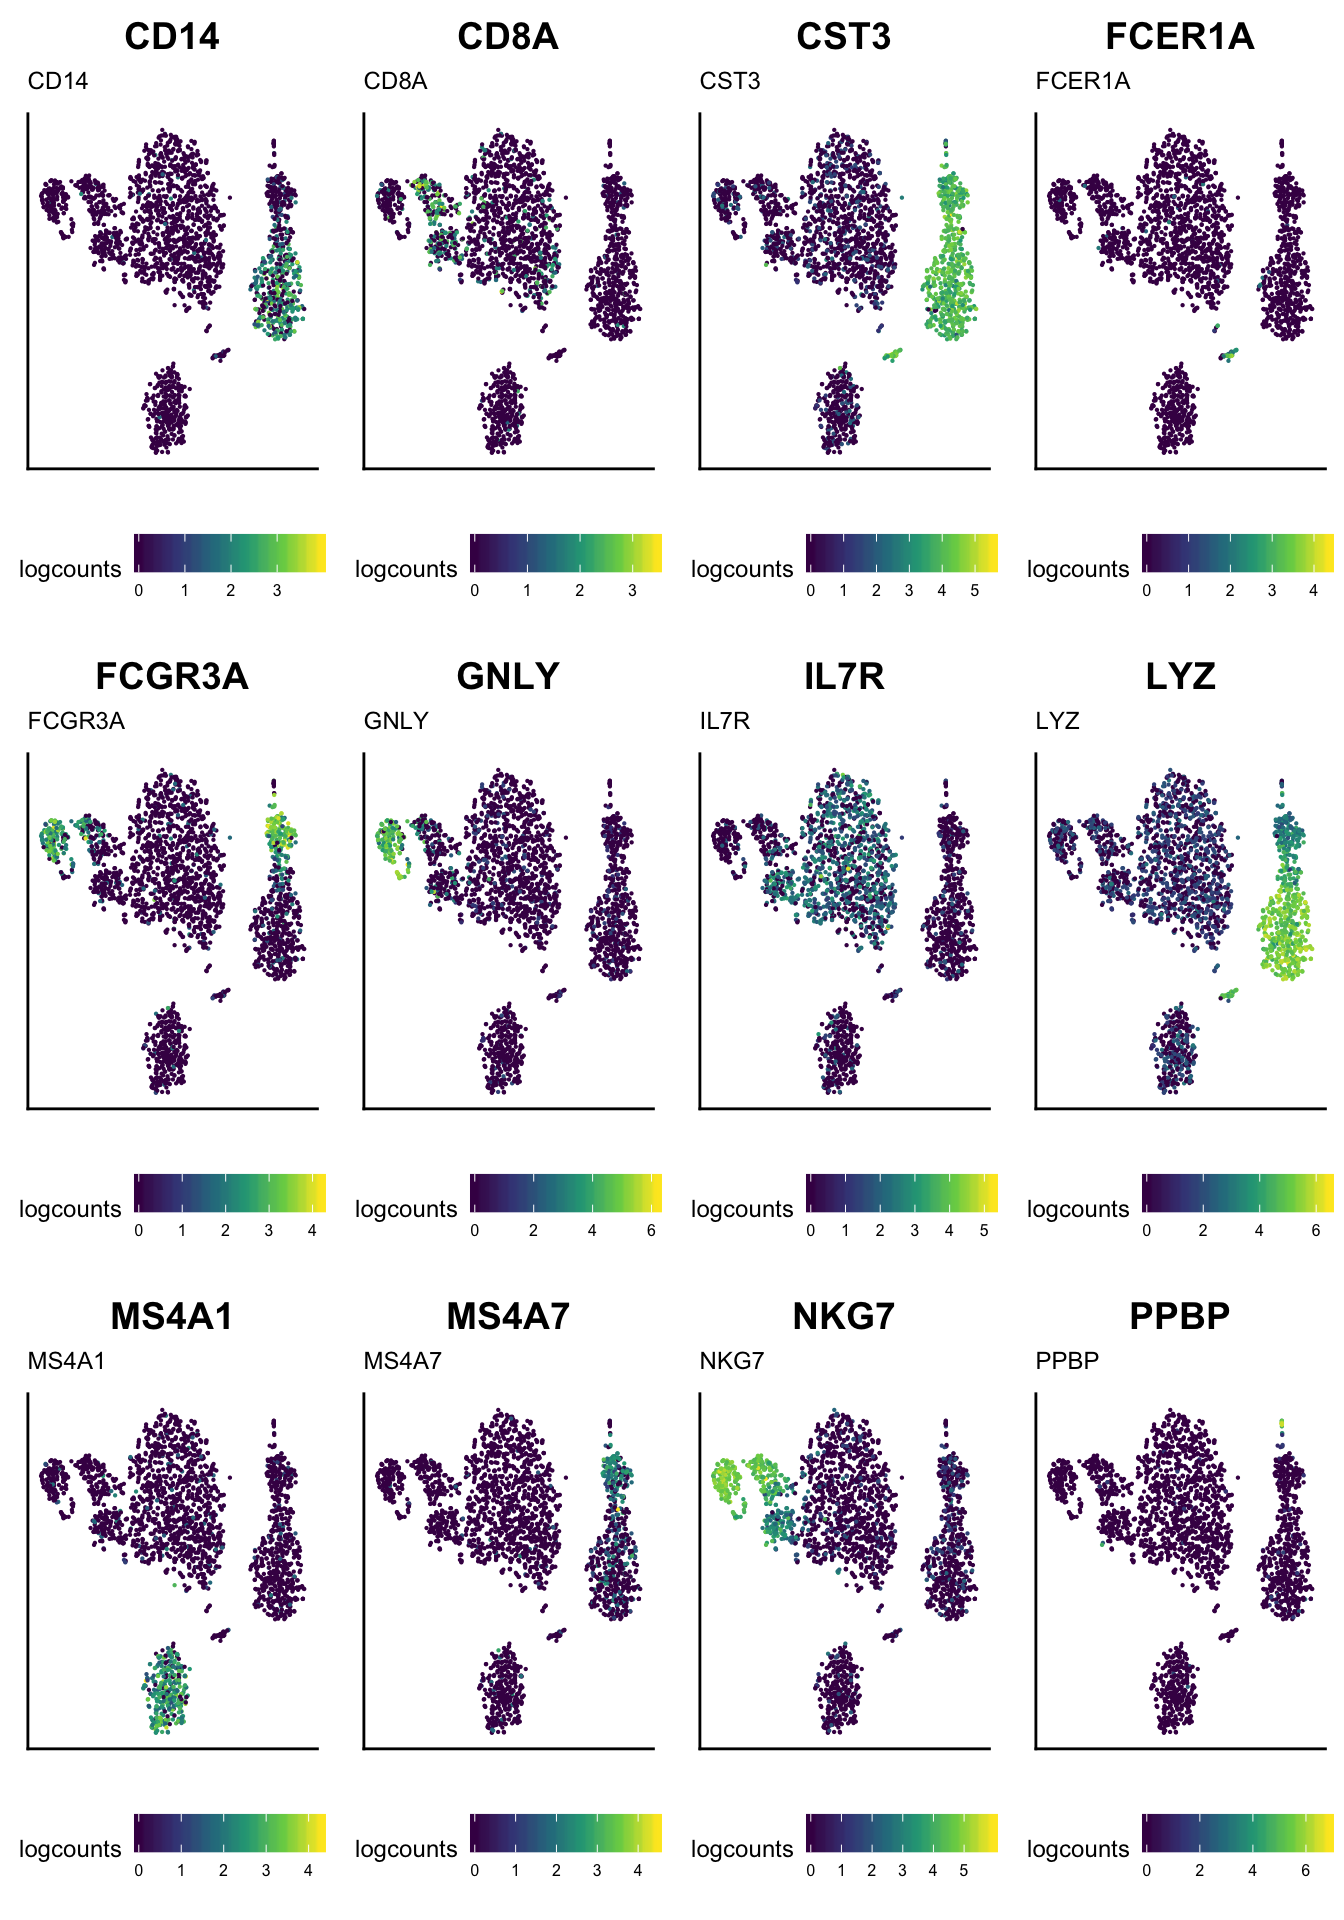 CD14 CD8A CST3 FCER1A
CD14 CD8A CST3 FCER1A
logcounts logcounts logcounts logcounts
0 1 2 3 0 1 2 3 0 1 2 3 4 5 0 1 2 3 4
FCGR3A GNLY IL7R LYZ
FCGR3A GNLY IL7R LYZ
logcounts logcounts logcounts logcounts
0 1 2 3 4 0 2 4 6 0 1 2 3 4 5 0 2 4 6
MS4A1 MS4A7 NKG7 PPBP
MS4A1 MS4A7 NKG7 PPBP
logcounts logcounts logcounts logcounts
0 1 2 3 4 0 1 2 3 4 0 1 2 3 4 5 0 2 4 6